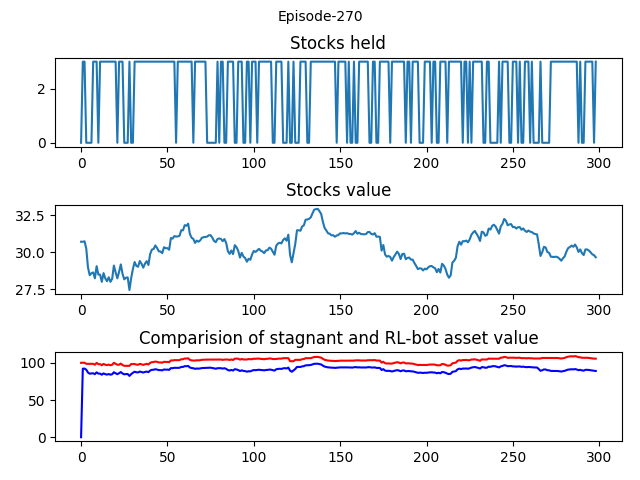 Episode-270
Stocks held
2
0
0 50 100 150 200 250 300
Stocks value
32.5
30.0
27.5
0 50 100 150 200 250 300
Comparision of stagnant and RL-bot asset value
100
50
0
0 50 100 150 200 250 300